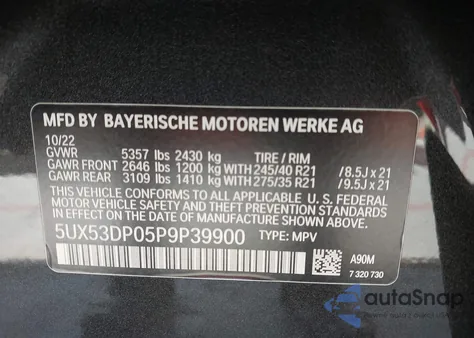 MFD BY BAYERISCHE MOTOREN WERKE AG
10/22
GVWR 5357 lbs 2430 kg TIRE / RIM
GAWR FRONT 2646 lbs 1200 kg WITH 245/40 R21 /8.5J x 21
GAWR REAR 3109 lbs 1410 kg WITH 275/35 R21 /9.5J x 21
THIS VEHICLE CONFORMS TO ALL APPLICABLE U.S. FEDERAL
MOTOR VEHICLE SAFETY AND THEFT PREVENTION STANDARDS
IN EFFECT ON THE DATE OF MANUFACTURE SHOWN ABOVE.
5UX53DP05P9P39900 TYPE: MPV A90M
7 320 730
autoSnap